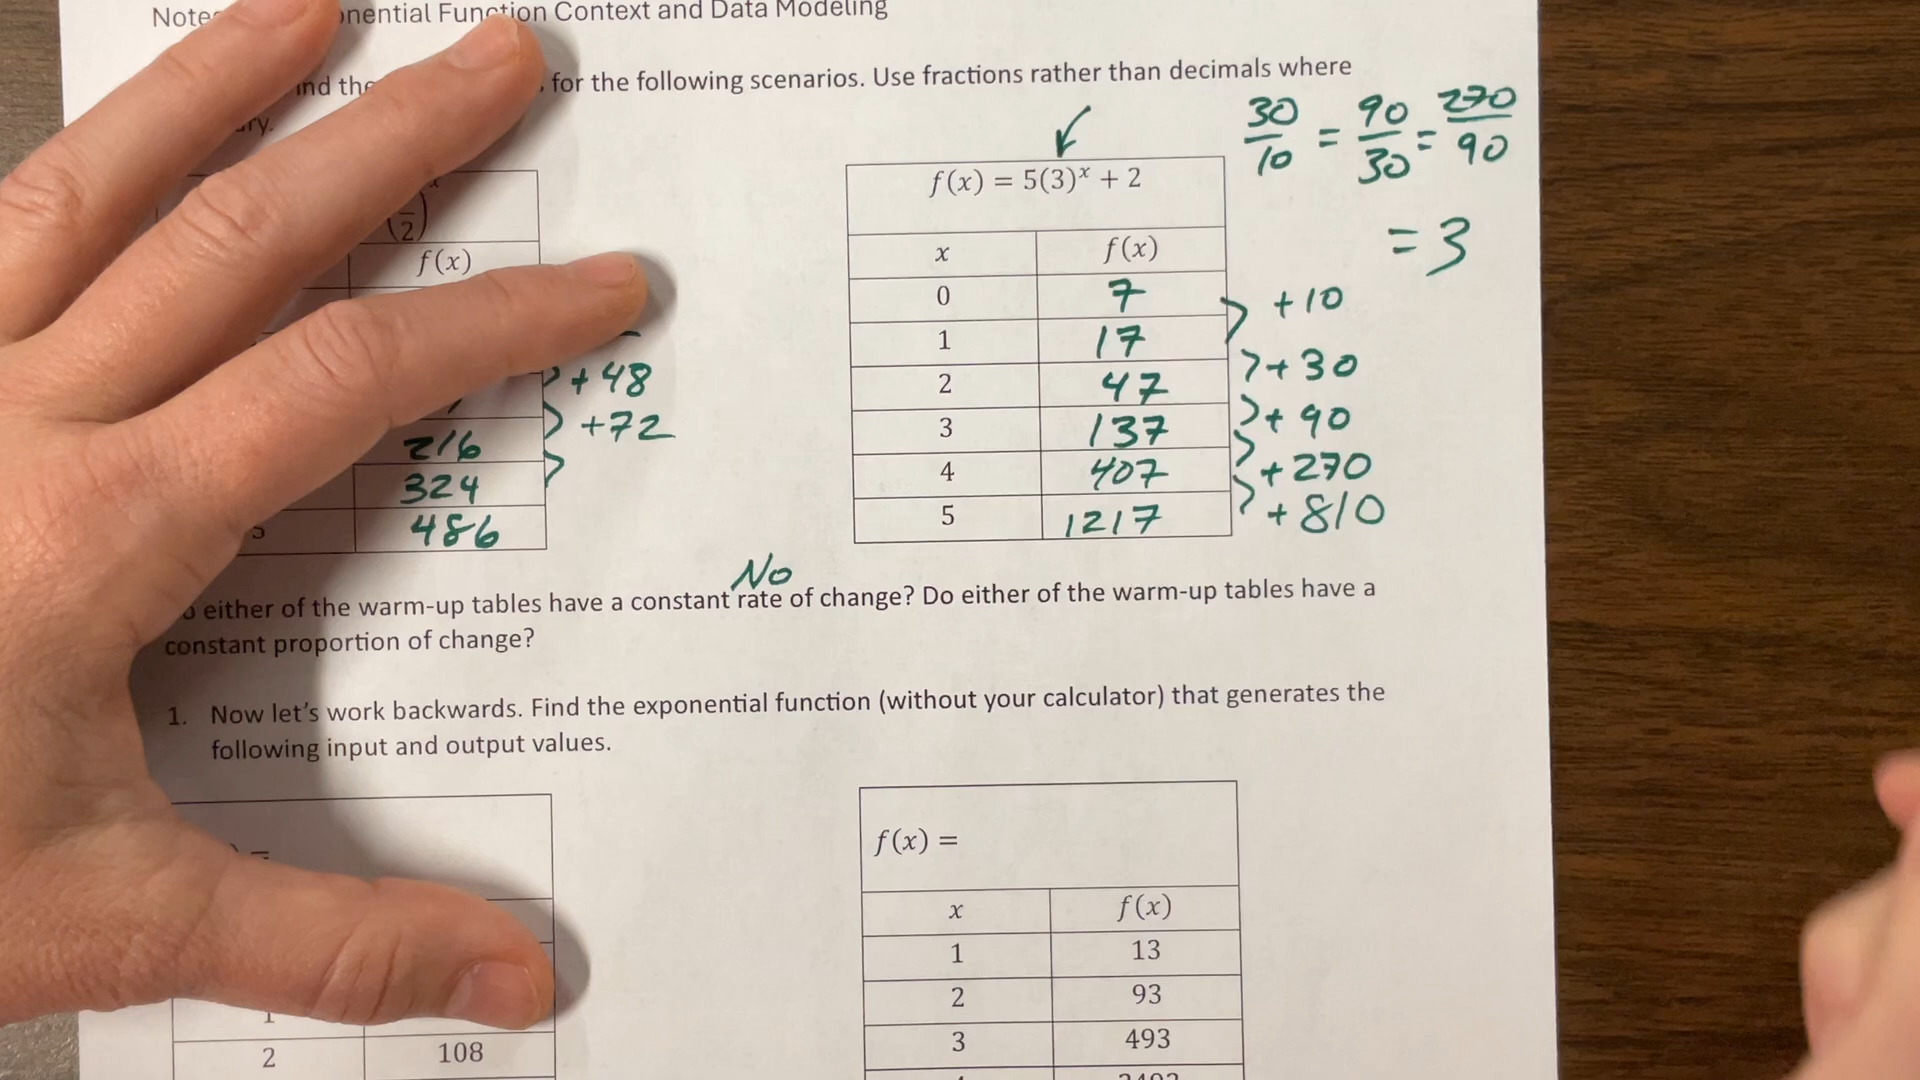 Note onential Function Context and Data Modeling
ind the for the following scenarios. Use fractions rather than decimals where
ry.
30/10 = 90/30 = 270/90
= 3
2
f(x)
+48
+72
216
324
5 486
f(x) = 5(3)ˣ + 2
x f(x)
0 7 +10
1 17 +30
2 47 +90
3 137 +270
4 407 +810
5 1217
No
either of the warm-up tables have a constant rate of change? Do either of the warm-up tables have a
constant proportion of change?
1. Now let's work backwards. Find the exponential function (without your calculator) that generates the
following input and output values.
) =
1
2 108
f(x) =
x f(x)
1 13
2 93
3 493